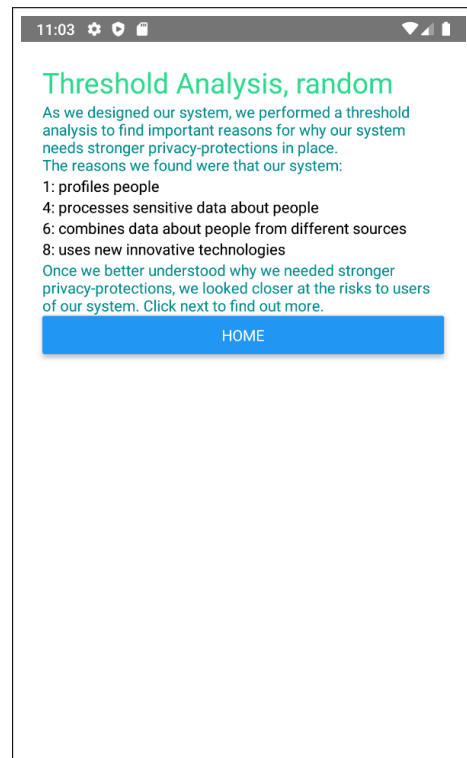 11:03
Threshold Analysis, random
As we designed our system, we performed a threshold
analysis to find important reasons for why our system
needs stronger privacy-protections in place.
The reasons we found were that our system:
1: profiles people
4: processes sensitive data about people
6: combines data about people from different sources
8: uses new innovative technologies
Once we better understood why we needed stronger
privacy-protections, we looked closer at the risks to users
of our system. Click next to find out more.
HOME